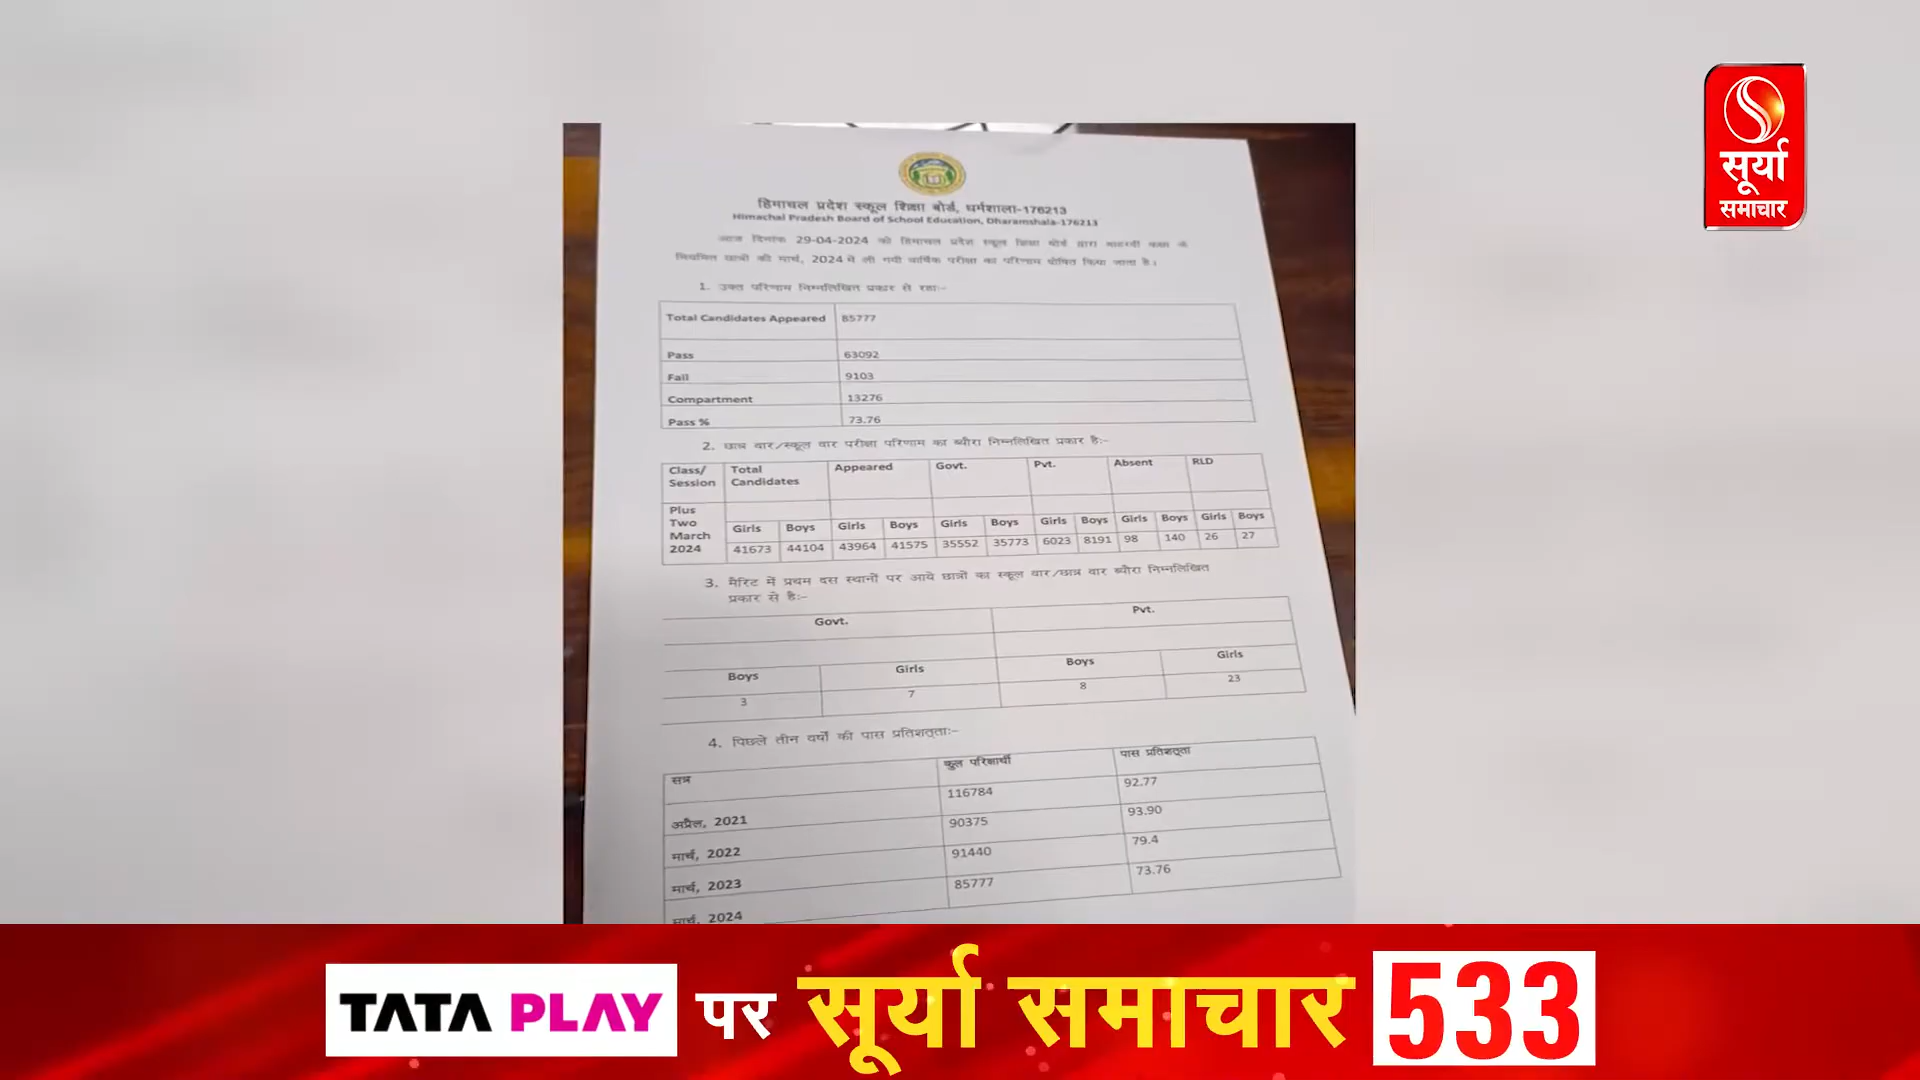 सूर्या
समाचार
हिमाचल प्रदेश स्कूल शिक्षा बोर्ड, धर्मशाला-176213
Himachal Pradesh Board of School Education, Dharamshala-176213
आज दिनांक 29-04-2024 को हिमाचल प्रदेश स्कूल शिक्षा बोर्ड द्वारा बाहरवीं कक्षा के
नियमित छात्रों की मार्च, 2024 में ली गयी वार्षिक परीक्षा का परिणाम घोषित किया जाता है।
1. उक्त परिणाम निम्नलिखित प्रकार से रहाः-
Total Candidates Appeared 85777
Pass 63092
Fail 9103
Compartment 13276
Pass % 73.76
2. छात्र वार/स्कूल वार परीक्षा परिणाम का ब्यौरा निम्नलिखित प्रकार हैः-
Class/ Total Appeared Govt. Pvt. Absent RLD
Session Candidates
Plus
Two Girls Boys Girls Boys Girls Boys Girls Boys Girls Boys Girls Boys
March
2024 41673 44104 43964 41575 35552 35773 6023 8191 98 140 26 27
3. मैरिट में प्रथम दस स्थानों पर आये छात्रों का स्कूल वार/छात्र वार ब्यौरा निम्नलिखित
प्रकार से हैः-
Govt. Pvt.
Boys Girls Boys Girls
3 7 8 23
4. पिछले तीन वर्षों की पास प्रतिशत्ताः-
सत्र कुल परिक्षार्थी पास प्रतिशत्ता
116784 92.77
अप्रैल, 2021 90375 93.90
मार्च, 2022 91440 79.4
मार्च, 2023 85777 73.76
मार्च, 2024
TATA PLAY पर सूर्या समाचार 533